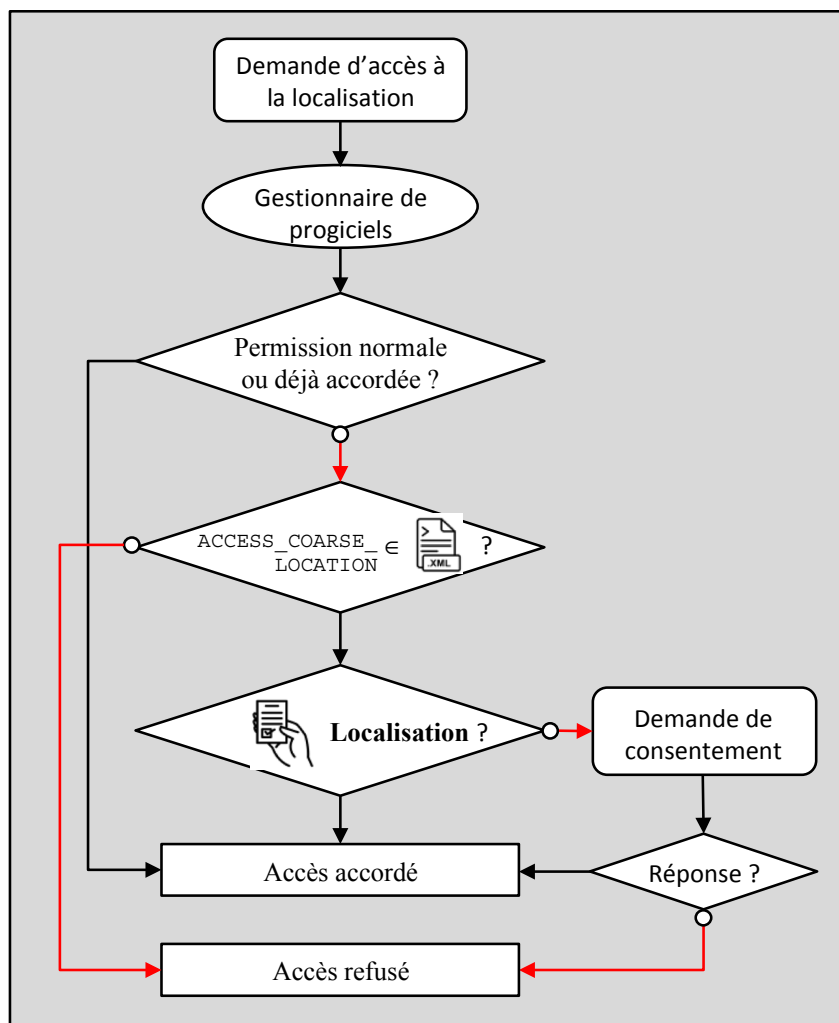 Demande d’accès à
la localisation
Gestionnaire de
progiciels
Permission normale
ou déjà accordée ?
ACCESS_COARSE_
LOCATION
∈
.XML
?
Localisation ?
Demande de
consentement
Accès accordé
Réponse ?
Accès refusé